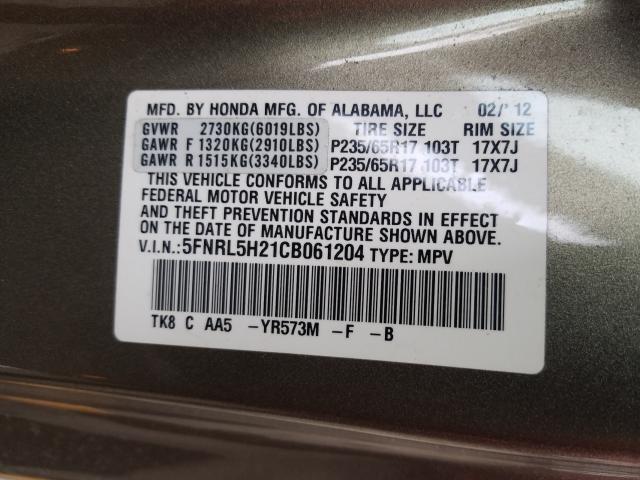 MFD. BY HONDA MFG. OF ALABAMA, LLC 02/'12
GVWR 2730KG(6019LBS) TIRE SIZE RIM SIZE
GAWR F 1320KG(2910LBS) P235/65R17 103T 17X7J
GAWR R 1515KG(3340LBS) P235/65R17 103T 17X7J
THIS VEHICLE CONFORMS TO ALL APPLICABLE
FEDERAL MOTOR VEHICLE SAFETY
AND THEFT PREVENTION STANDARDS IN EFFECT
ON THE DATE OF MANUFACTURE SHOWN ABOVE.
V.I.N.:5FNRL5H21CB061204 TYPE: MPV
TK8 C AA5 -YR573M -F -B